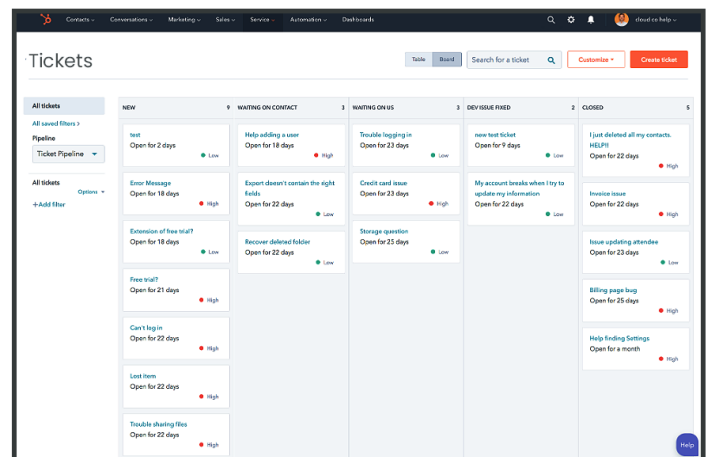 Contacts Conversations Marketing Sales Service Automation Dashboards cloud co help
Tickets
Table Board Search for a ticket Customize Create ticket
All tickets
All saved filters >
Pipeline
Ticket Pipeline
All tickets
Options
+Add filter
NEW 9
test
Open for 2 days
Low
Error Message
Open for 18 days
High
Extension of free trial?
Open for 18 days
Low
Free trial?
Open for 21 days
High
Can't log in
Open for 22 days
High
Lost item
Open for 22 days
High
Trouble sharing files
Open for 22 days
High
WAITING ON CONTACT 3
Help adding a user
Open for 18 days
High
Export doesn't contain the right
fields
Open for 22 days
Low
Recover deleted folder
Open for 22 days
Low
WAITING ON US 3
Trouble logging in
Open for 23 days
Low
Credit card issue
Open for 23 days
High
Storage question
Open for 25 days
Low
DEV ISSUE FIXED 2
new test ticket
Open for 9 days
Low
My account breaks when I try to
update my information
Open for 22 days
Low
CLOSED 5
I just deleted all my contacts.
HELP!!
Open for 22 days
High
Invoice issue
Open for 22 days
High
Issue updating attendee
Open for 23 days
Low
Billing page bug
Open for 25 days
High
Help finding Settings
Open for a month
High
Help